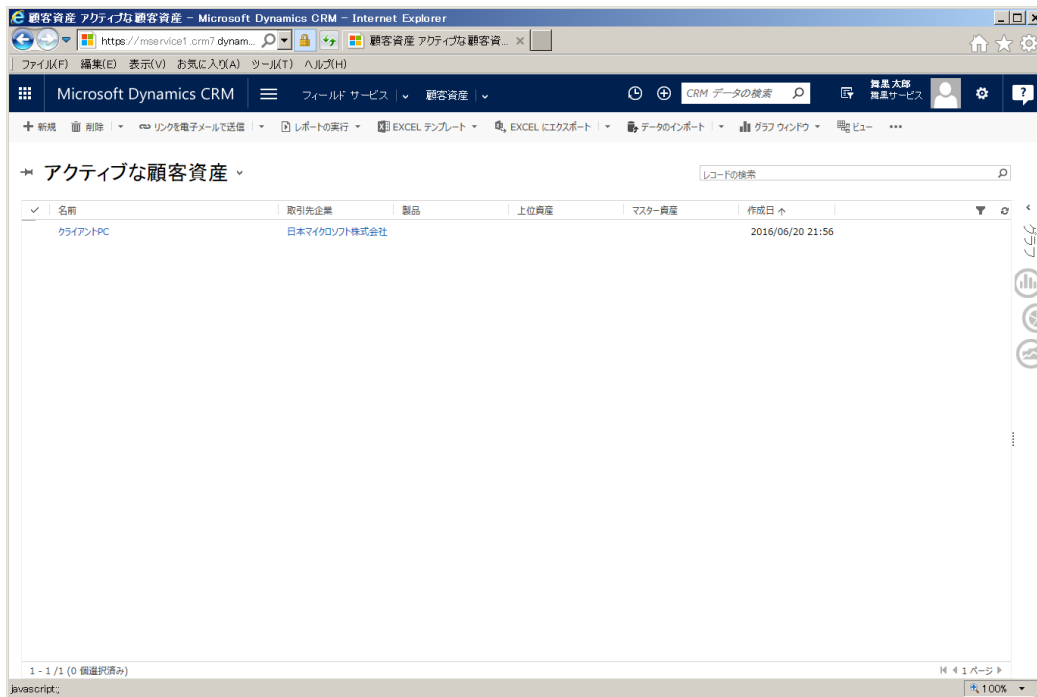 顧客資産 アクティブな顧客資産 - Microsoft Dynamics CRM - Internet Explorer
https://mservice1.crm7.dynam...
顧客資産 アクティブな顧客資...
ファイル(F) 編集(E) 表示(V) お気に入り(A) ツール(T) ヘルプ(H)
Microsoft Dynamics CRM フィールド サービス 顧客資産 CRM データの検索 舞黒 太郎
舞黒サービス
新規 削除 リンクを電子メールで送信 レポートの実行 EXCEL テンプレート EXCEL にエクスポート データのインポート グラフ ウィンドウ ビュー
アクティブな顧客資産
レコードの検索
名前 取引先企業 製品 上位資産 マスター資産 作成日
クライアントPC 日本マイクロソフト株式会社 2016/06/20 21:56
グラフ
1 - 1 /1 (0 個選択済み) 1 ページ
javascript:; 100%